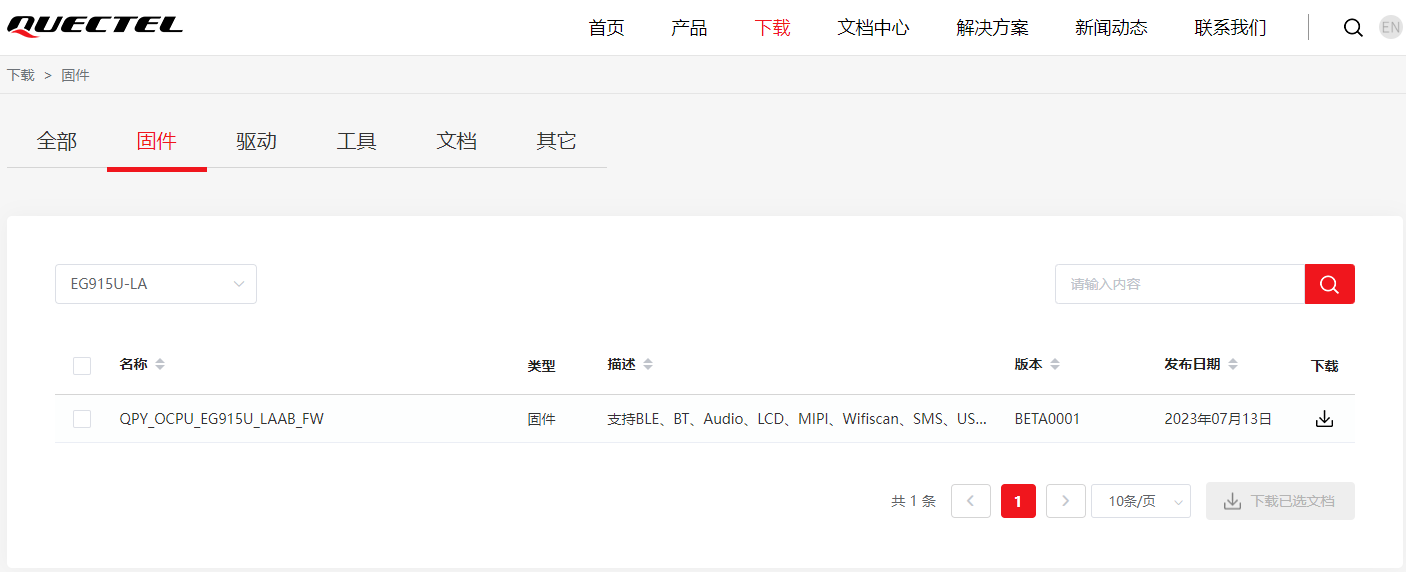 QUECTEL 首页 产品 下载 文档中心 解决方案 新闻动态 联系我们 EN
下载 > 固件
全部 固件 驱动 工具 文档 其它
EG915U-LA 请输入内容
名称 类型 描述 版本 发布日期 下载
QPY_OCPU_EG915U_LAAB_FW 固件 支持BLE、BT、Audio、LCD、MIPI、Wifiscan、SMS、US... BETA0001 2023年07月13日
共 1 条 1 10条/页 下载已选文档